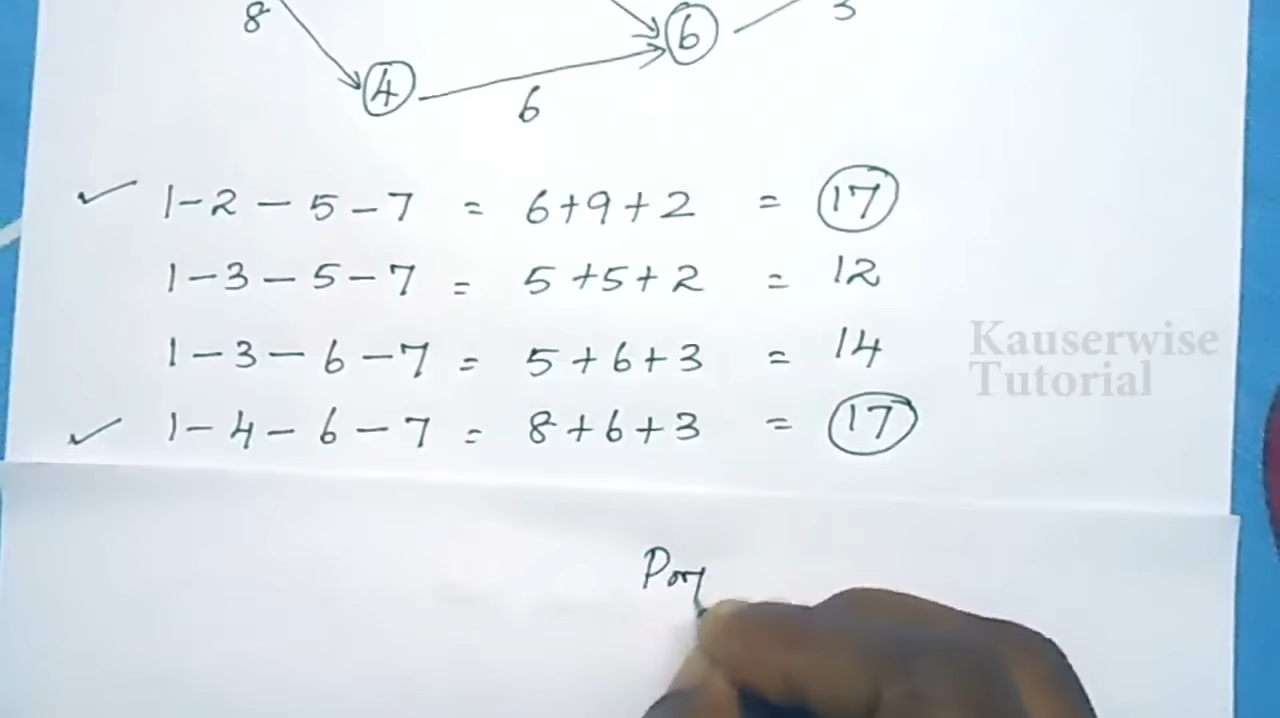 8
3
6
4
6
1-2-5-7 = 6+9+2 = 17
1-3-5-7 = 5+5+2 = 12
1-3-6-7 = 5+6+3 = 14
1-4-6-7 = 8+6+3 = 17
Kauserwise
Tutorial